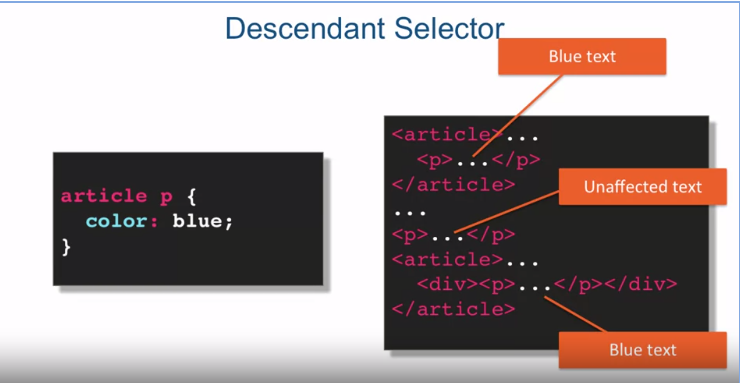 Descendant Selector
Blue text
article p {
  color: blue;
}
<article>...
  <p>...</p>
</article>
...
<p>...</p>
<article>...
  <div><p>...</p></div>
</article>
Unaffected text
Blue text